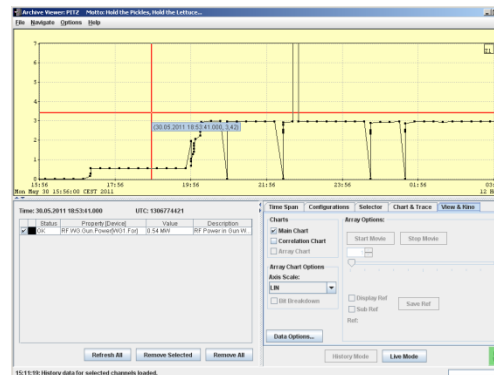 Archive Viewer: PITZ Motto: Hold the Pickles, Hold the Lettuce...
File Navigate Options Help
7
6
5
4
3
2
1
0
(30.05.2011 18:53:41.000, 3.42)
15:56 17:56 19:56 21:56 23:56 01:56 03
Mon May 30 15:56:00 CEST 2011 12 H
Time: 30.05.2011 18:53:41.000 UTC: 1306774421
Status Property[Device] Value Description
OK RF WG.Gun.Power[WG1.For] 0.54 MW RF Power in Gun W...
Refresh All Remove Selected Remove All
Time Span Configurations Selector Chart & Trace View & Kino
Charts
Main Chart
Correlation Chart
Array Chart
Array Options:
Start Movie Stop Movie
Array Chart Options
Axis Scale:
LIN
Bit Breakdown
Display Ref
Sub Ref
Save Ref
Ref:
Data Options...
History Mode Live Mode
15:11:19: History data for selected channels loaded.